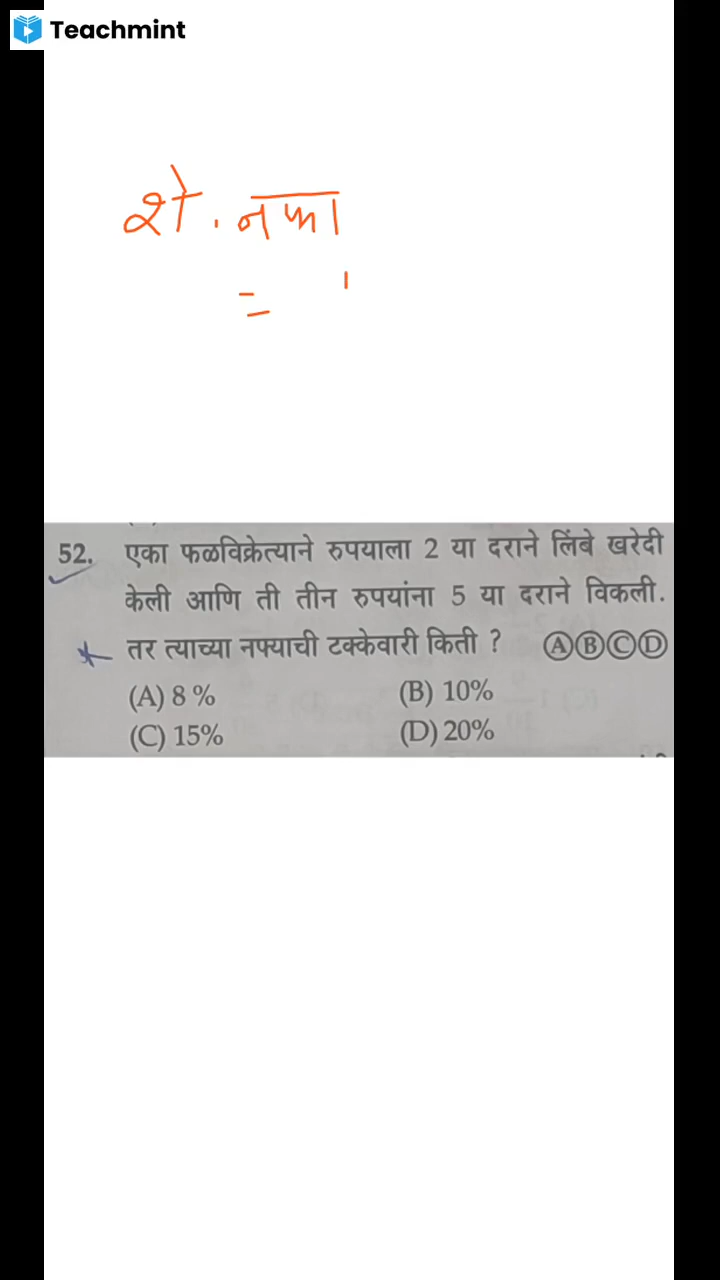 Teachmint
शे. नफा
=
52. एका फळविक्रेत्याने रुपयाला 2 या दराने लिंबे खरेदी
केली आणि ती तीन रुपयांना 5 या दराने विकली.
तर त्याच्या नफ्याची टक्केवारी किती ? Ⓐ Ⓑ Ⓒ Ⓓ
(A) 8 % (B) 10%
(C) 15% (D) 20%